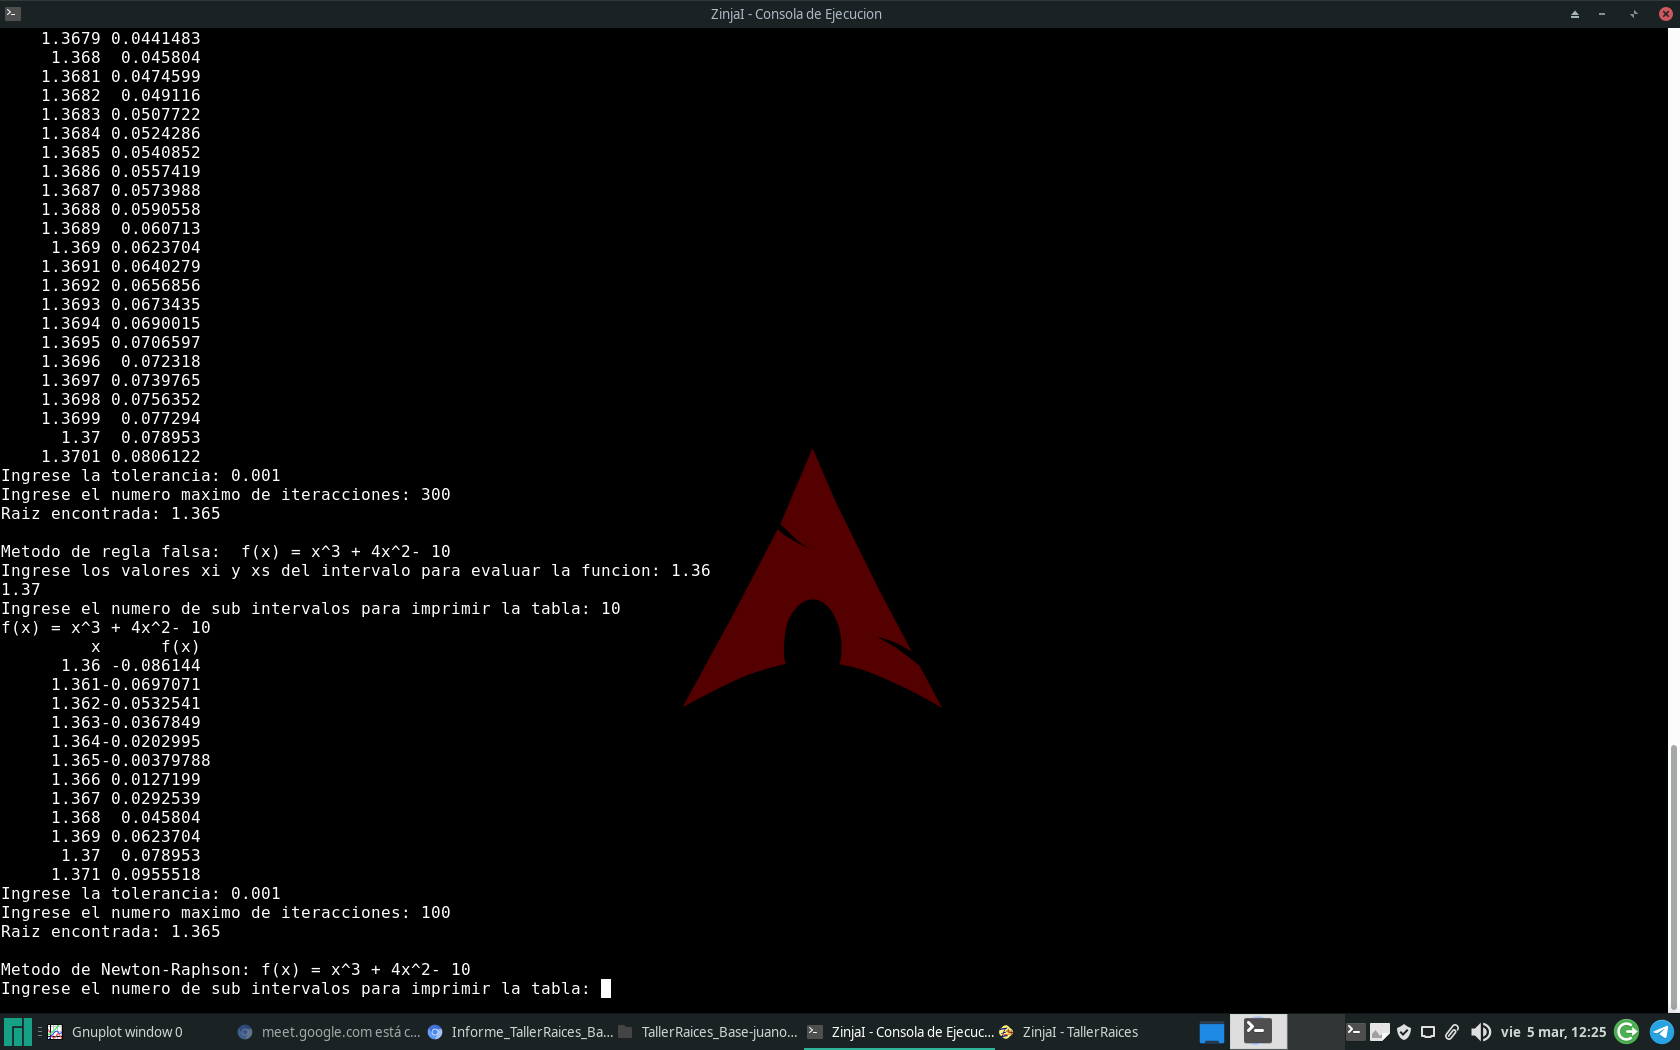 ZinjaI - Consola de Ejecucion
1.3679 0.0441483
1.368 0.045804
1.3681 0.0474599
1.3682 0.049116
1.3683 0.0507722
1.3684 0.0524286
1.3685 0.0540852
1.3686 0.0557419
1.3687 0.0573988
1.3688 0.0590558
1.3689 0.060713
1.369 0.0623704
1.3691 0.0640279
1.3692 0.0656856
1.3693 0.0673435
1.3694 0.0690015
1.3695 0.0706597
1.3696 0.072318
1.3697 0.0739765
1.3698 0.0756352
1.3699 0.077294
1.37 0.078953
1.3701 0.0806122
Ingrese la tolerancia: 0.001
Ingrese el numero maximo de iteracciones: 300
Raiz encontrada: 1.365
Metodo de regla falsa:  f(x) = x^3 + 4x^2- 10
Ingrese los valores xi y xs del intervalo para evaluar la funcion: 1.36
1.37
Ingrese el numero de sub intervalos para imprimir la tabla: 10
f(x) = x^3 + 4x^2- 10
x f(x)
1.36 -0.086144
1.361-0.0697071
1.362-0.0532541
1.363-0.0367849
1.364-0.0202995
1.365-0.00379788
1.366 0.0127199
1.367 0.0292539
1.368 0.045804
1.369 0.0623704
1.37 0.078953
1.371 0.0955518
Ingrese la tolerancia: 0.001
Ingrese el numero maximo de iteracciones: 100
Raiz encontrada: 1.365
Metodo de Newton-Raphson: f(x) = x^3 + 4x^2- 10
Ingrese el numero de sub intervalos para imprimir la tabla:
Gnuplot window 0 meet.google.com está c... Informe_TallerRaices_Ba... TallerRaices_Base-juano... ZinjaI - Consola de Ejecuc... ZinjaI - TallerRaices vie 5 mar, 12:25